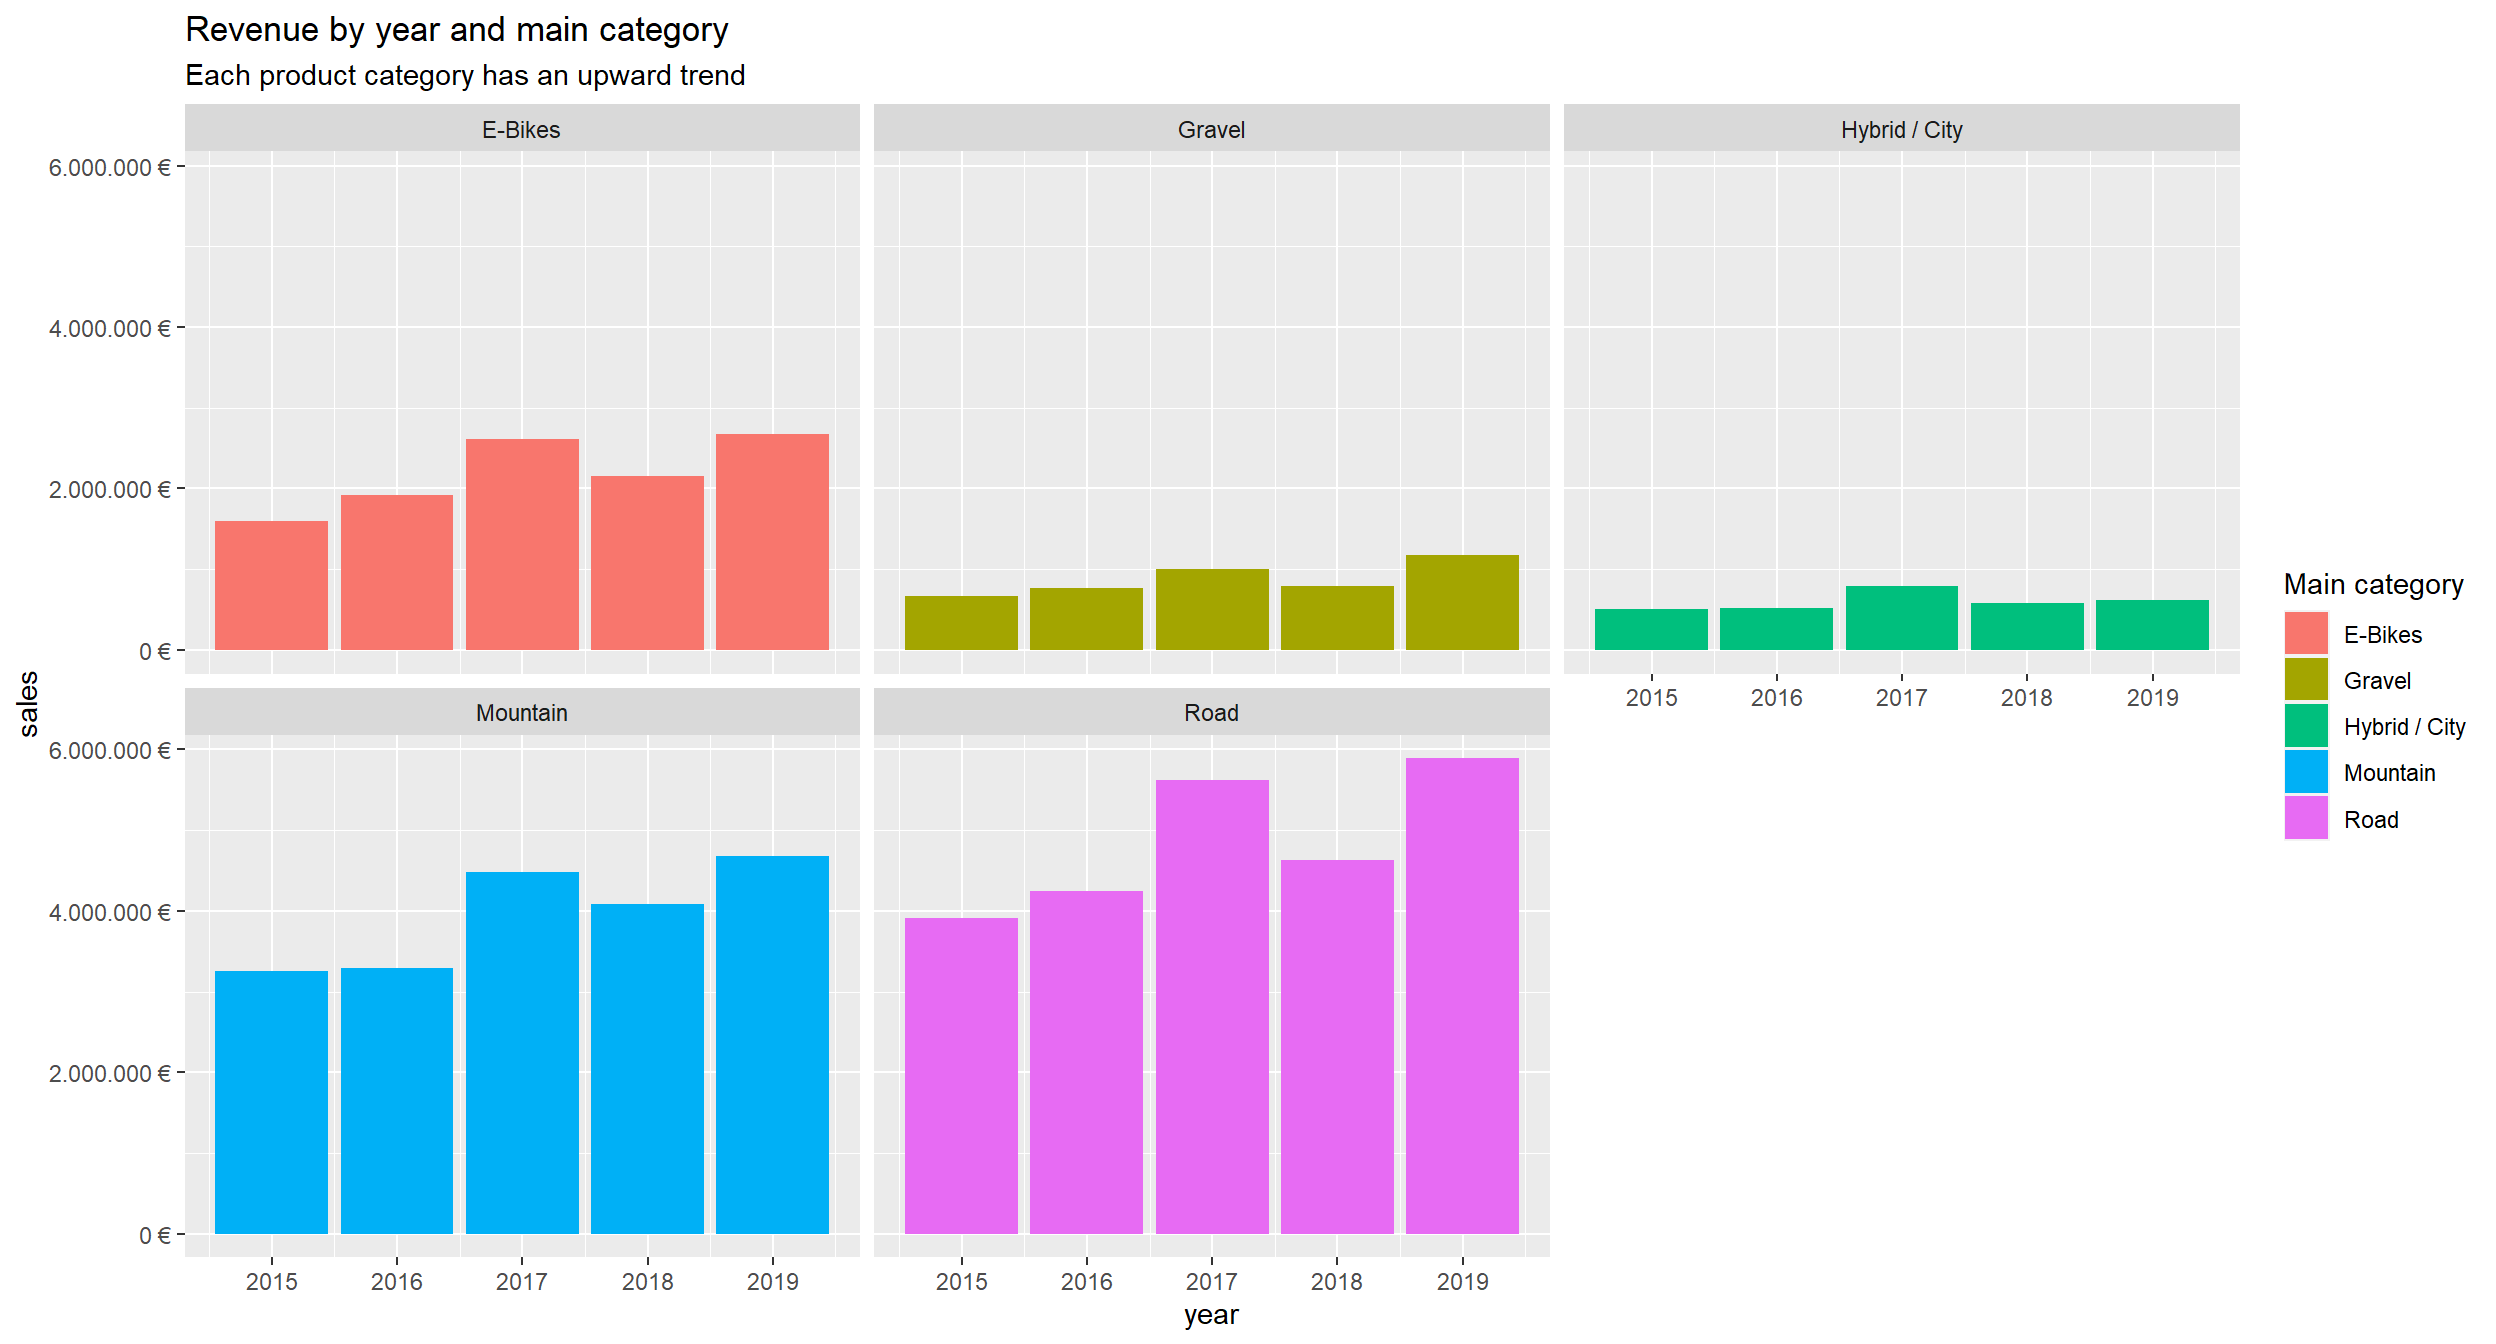 Revenue by year and main category
Each product category has an upward trend
E-Bikes
Gravel
Hybrid / City
6.000.000 €
4.000.000 €
2.000.000 €
0 €
2015 2016 2017 2018 2019
sales
Mountain
Road
6.000.000 €
4.000.000 €
2.000.000 €
0 €
2015 2016 2017 2018 2019
2015 2016 2017 2018 2019
year
Main category
E-Bikes
Gravel
Hybrid / City
Mountain
Road